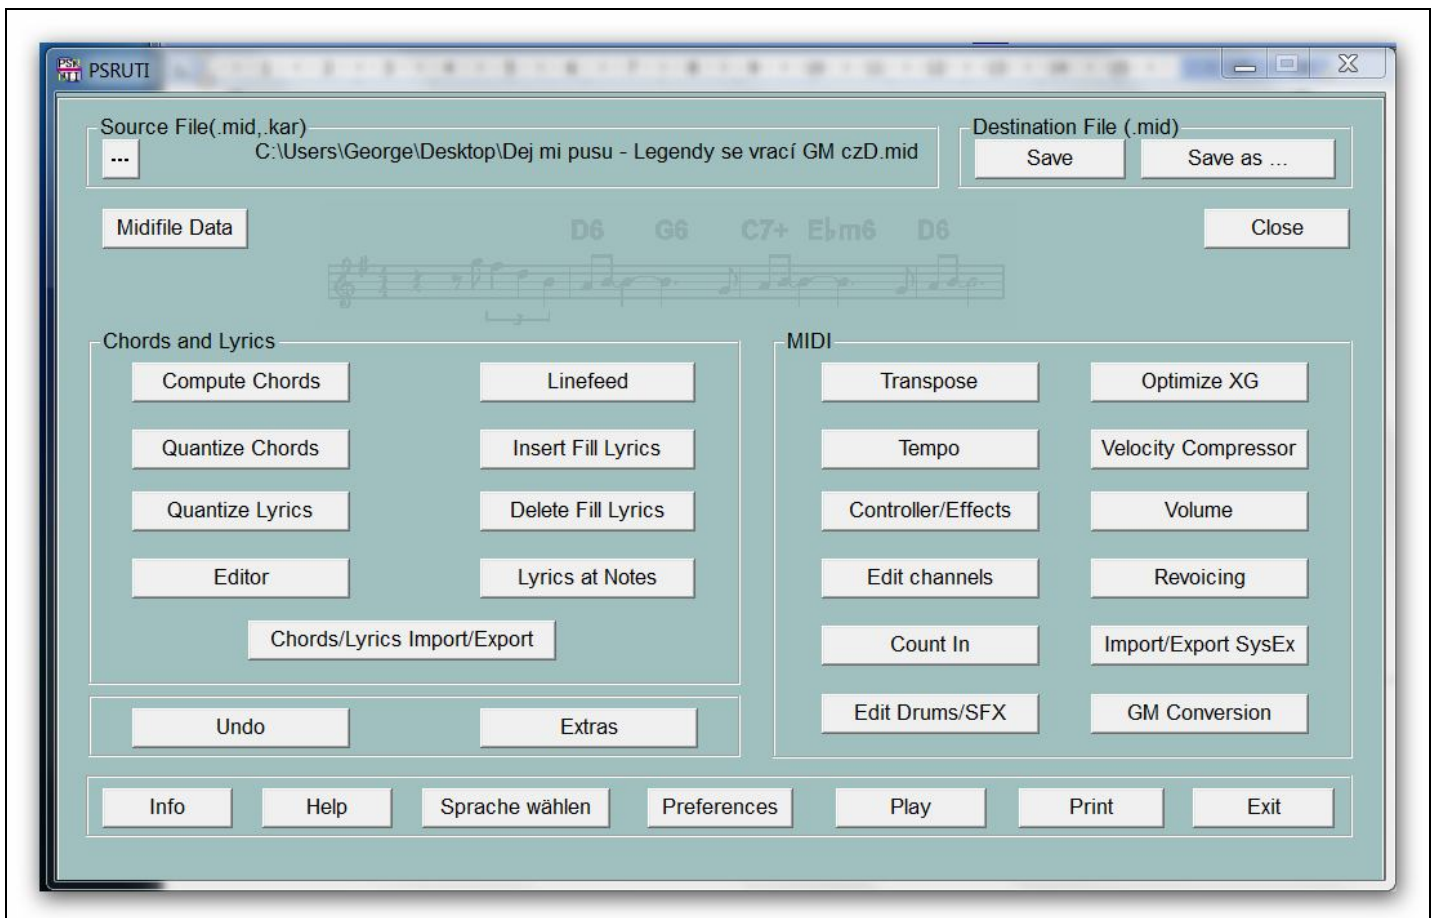 PSRUTI
Source File(.mid,.kar)
... C:\Users\George\Desktop\Dej mi pusu - Legendy se vrací GM czD.mid
Destination File (.mid)
Save Save as ...
Midifile Data
Close
D6 G6 C7+ E♭m6 D6
3
Chords and Lyrics
Compute Chords Linefeed
Quantize Chords Insert Fill Lyrics
Quantize Lyrics Delete Fill Lyrics
Editor Lyrics at Notes
Chords/Lyrics Import/Export
Undo Extras
MIDI
Transpose Optimize XG
Tempo Velocity Compressor
Controller/Effects Volume
Edit channels Revoicing
Count In Import/Export SysEx
Edit Drums/SFX GM Conversion
Info Help Sprache wählen Preferences Play Print Exit